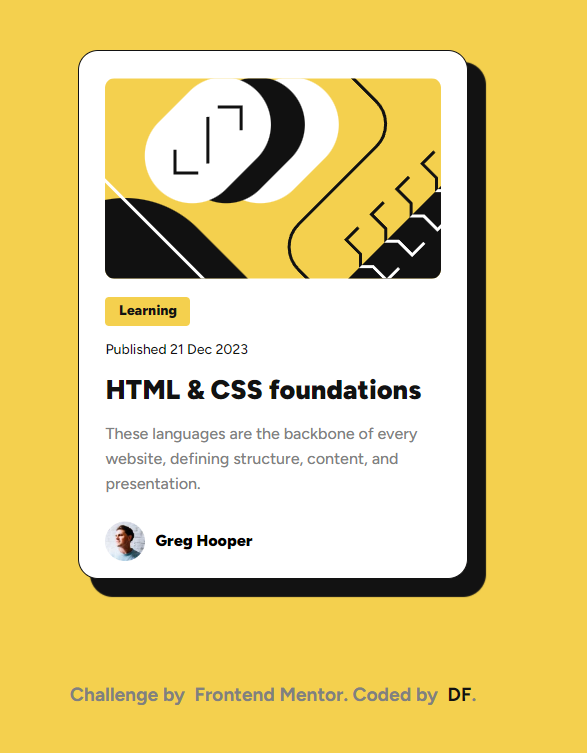 Learning
Published 21 Dec 2023
HTML & CSS foundations
These languages are the backbone of every
website, defining structure, content, and
presentation.
Greg Hooper
Challenge by Frontend Mentor. Coded by DF.